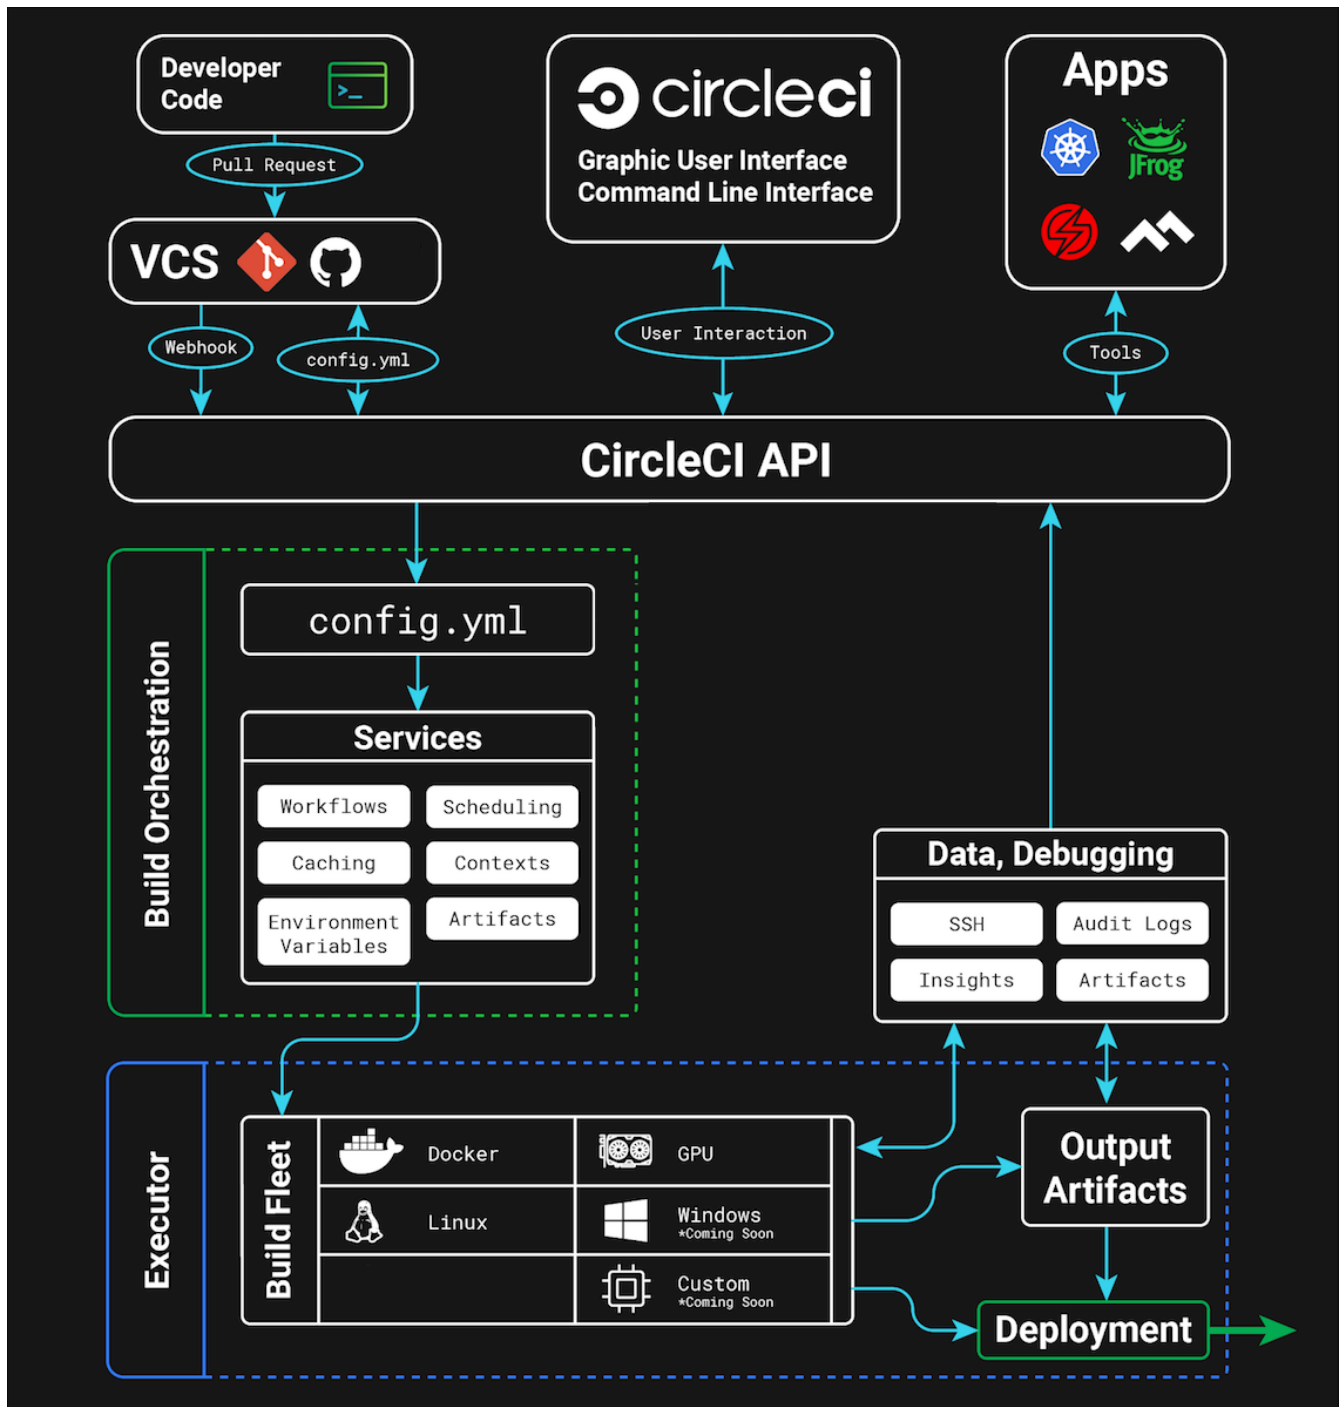 Developer
Code
>_
Pull Request
VCS
Webhook
config.yml
circleci
Graphic User Interface
Command Line Interface
User Interaction
Apps
JFrog
Tools
CircleCI API
Build Orchestration
config.yml
Services
Workflows
Scheduling
Caching
Contexts
Environment
Variables
Artifacts
Data, Debugging
SSH
Audit Logs
Insights
Artifacts
Executor
Build Fleet
Docker
GPU
Linux
Windows
*Coming Soon
Custom
*Coming Soon
Output
Artifacts
Deployment